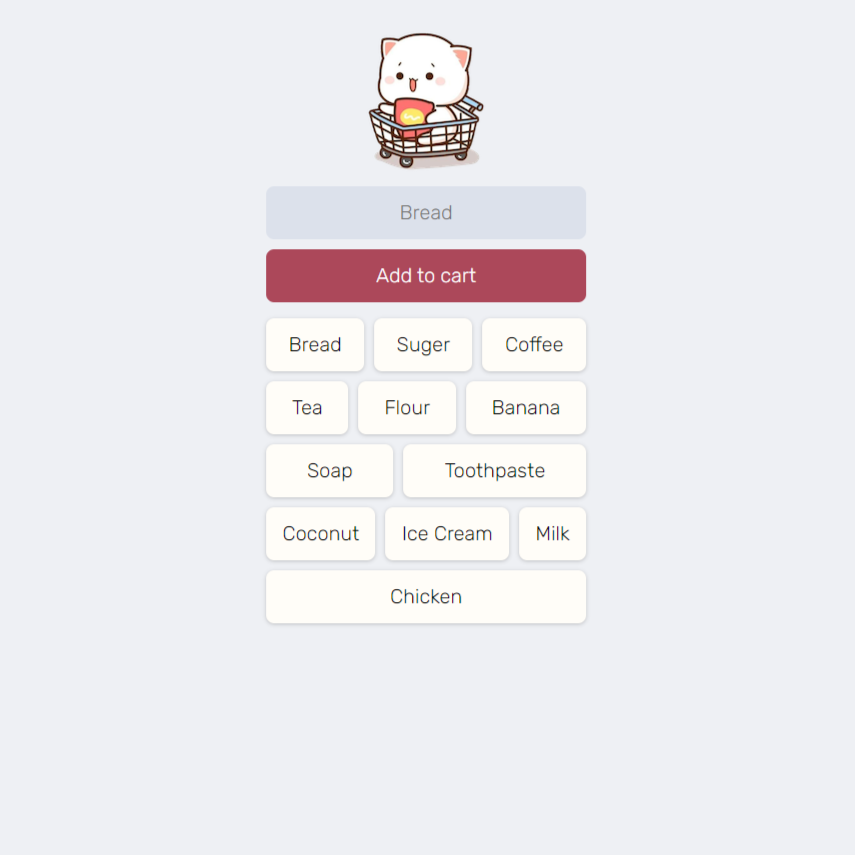 Bread
Add to cart
Bread Suger Coffee
Tea Flour Banana
Soap Toothpaste
Coconut Ice Cream Milk
Chicken